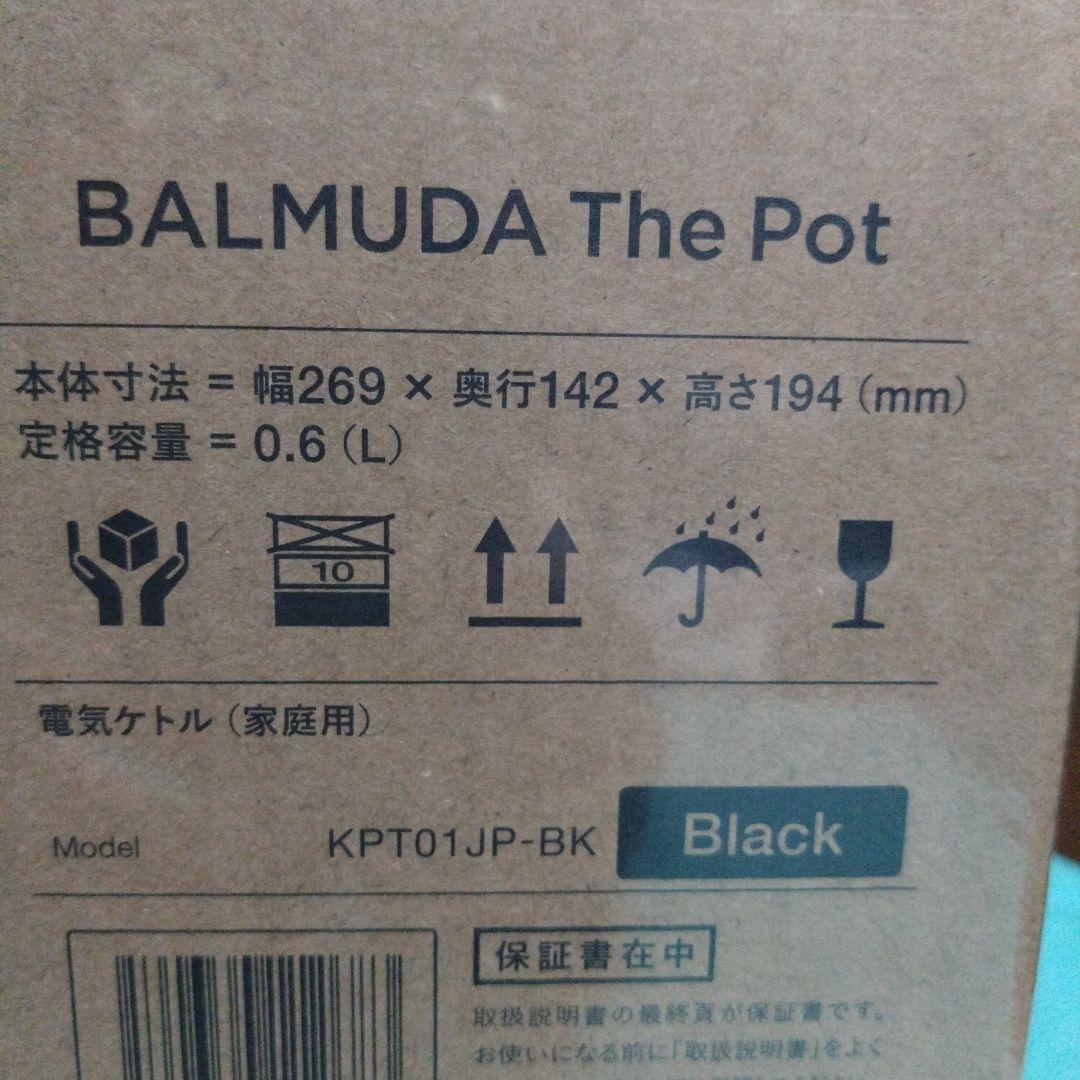 BALMUDA The Pot
本体寸法 = 幅269 × 奥行142 × 高さ194（mm）
定格容量 = 0.6（L）
10
電気ケトル（家庭用）
Model KPT01JP-BK Black
保証書在中
取扱説明書の最終頁が保証書です。
お使いになる前に「取扱説明書」をよく